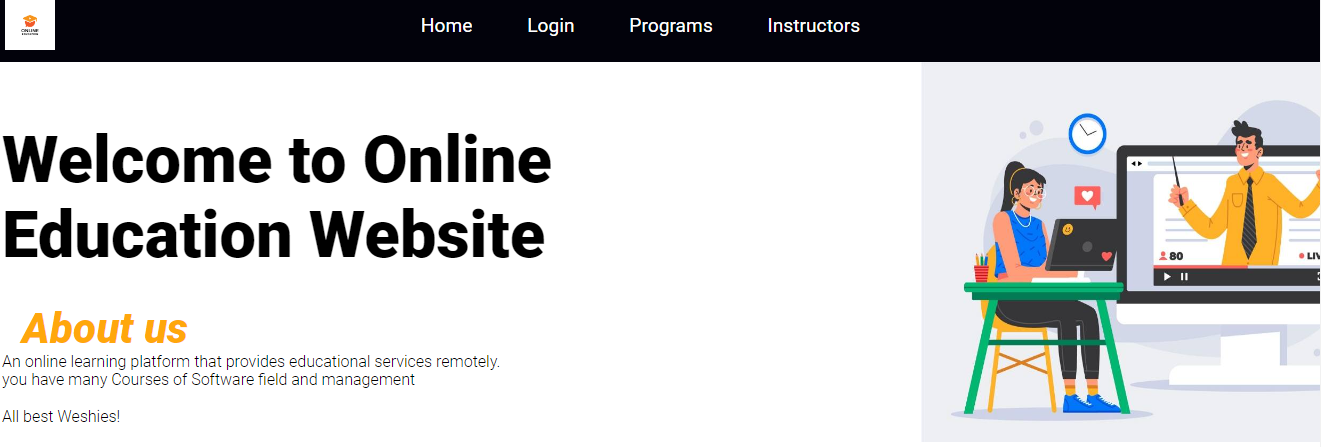 ONLINE
EDUCATION
Home Login Programs Instructors
Welcome to Online
Education Website
About us
An online learning platform that provides educational services remotely.
you have many Courses of Software field and management
All best Weshies!
80
LIV